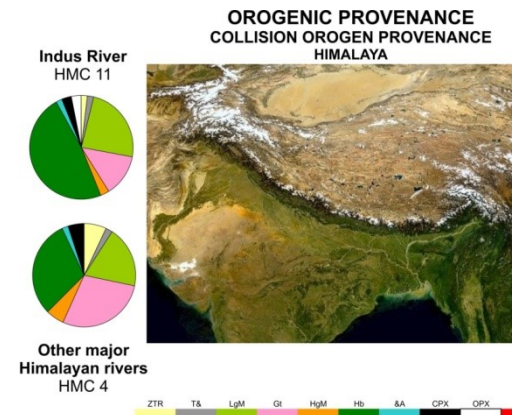 OROGENIC PROVENANCE
COLLISION OROGEN PROVENANCE
HIMALAYA
Indus River
HMC 11
Other major
Himalayan rivers
HMC 4
ZTR T& LgM Gt HgM Hb &A CPX OPX